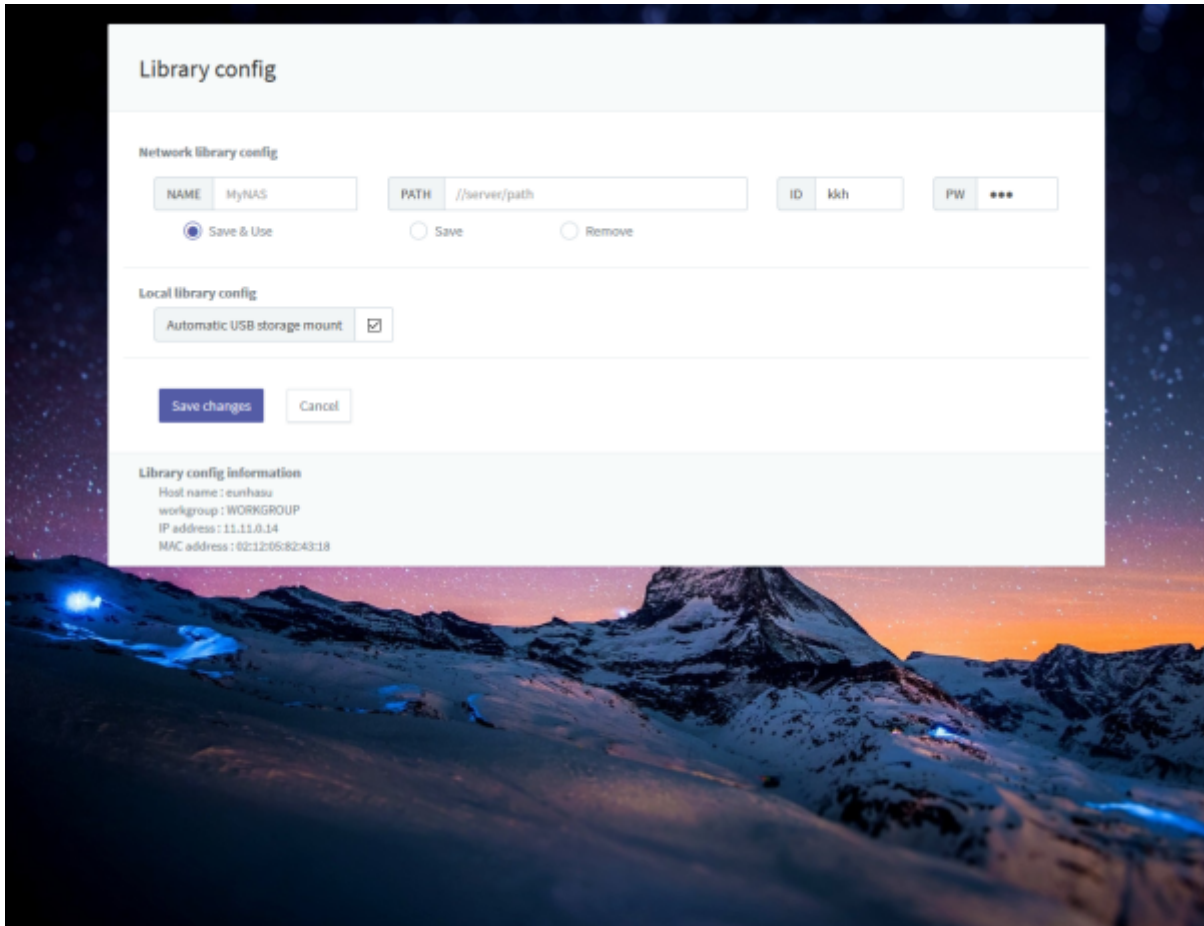 Library config
Network library config
NAME MyNAS PATH //server/path ID kkh PW •••
Save & Use Save Remove
Local library config
Automatic USB storage mount
Save changes Cancel
Library config information
Host name : eunhasu
workgroup : WORKGROUP
IP address : 11.11.0.14
MAC address : 02:12:05:82:43:18